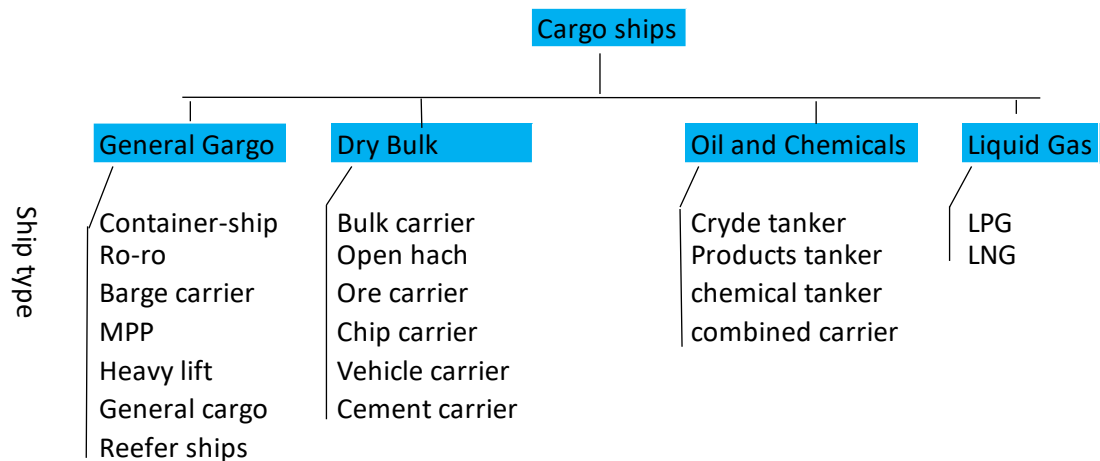 Cargo ships
General Gargo
Dry Bulk
Oil and Chemicals
Liquid Gas
Ship type
Container-ship
Ro-ro
Barge carrier
MPP
Heavy lift
General cargo
Reefer ships
Bulk carrier
Open hach
Ore carrier
Chip carrier
Vehicle carrier
Cement carrier
Cryde tanker
Products tanker
chemical tanker
combined carrier
LPG
LNG